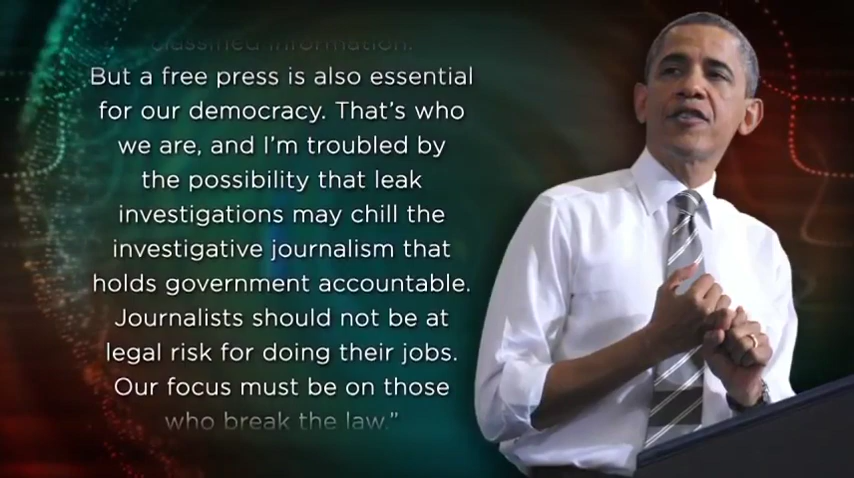 classified information.
But a free press is also essential
for our democracy. That's who
we are, and I'm troubled by
the possibility that leak
investigations may chill the
investigative journalism that
holds government accountable.
Journalists should not be at
legal risk for doing their jobs.
Our focus must be on those
who break the law.”